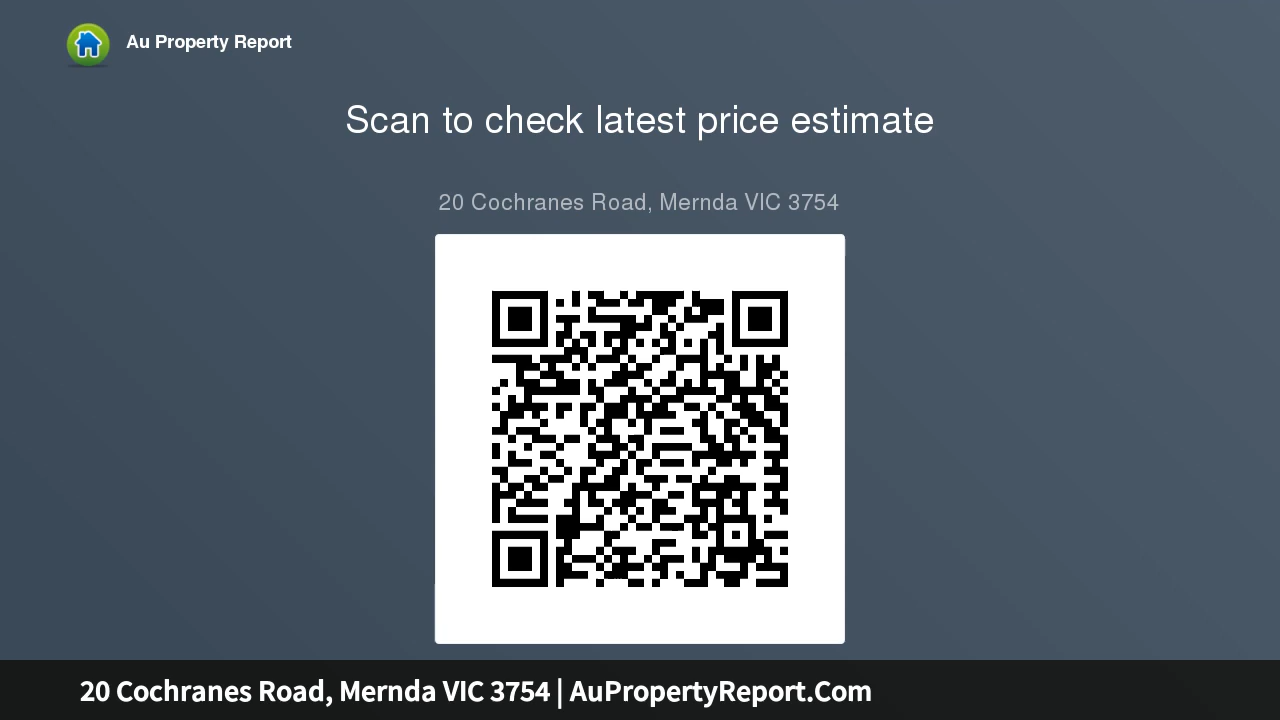 Au Property Report
Scan to check latest price estimate
20 Cochranes Road, Mernda VIC 3754
20 Cochranes Road, Mernda VIC 3754 | AuPropertyReport.Com